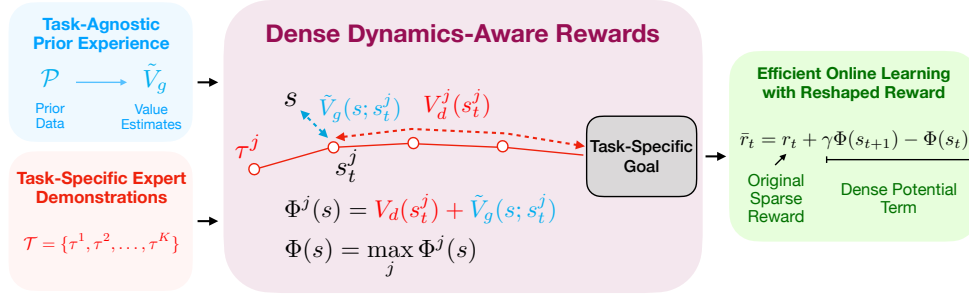 Task-Agnostic
Prior Experience
𝒫 ⟶ Ṽ_g
Prior Data
Value Estimates
Task-Specific Expert
Demonstrations
𝒯 = {τ^1, τ^2, . . . , τ^K}
Dense Dynamics-Aware Rewards
s
Ṽ_g(s; s_t^j)
V_d^j(s_t^j)
τ^j
s_t^j
Task-Specific
Goal
Φ^j(s) = V_d(s_t^j) + Ṽ_g(s; s_t^j)
Φ(s) = max_j Φ^j(s)
Efficient Online Learning
with Reshaped Reward
r̄_t = r_t + γΦ(s_{t+1}) − Φ(s_t)
Original
Sparse
Reward
Dense Potential
Term